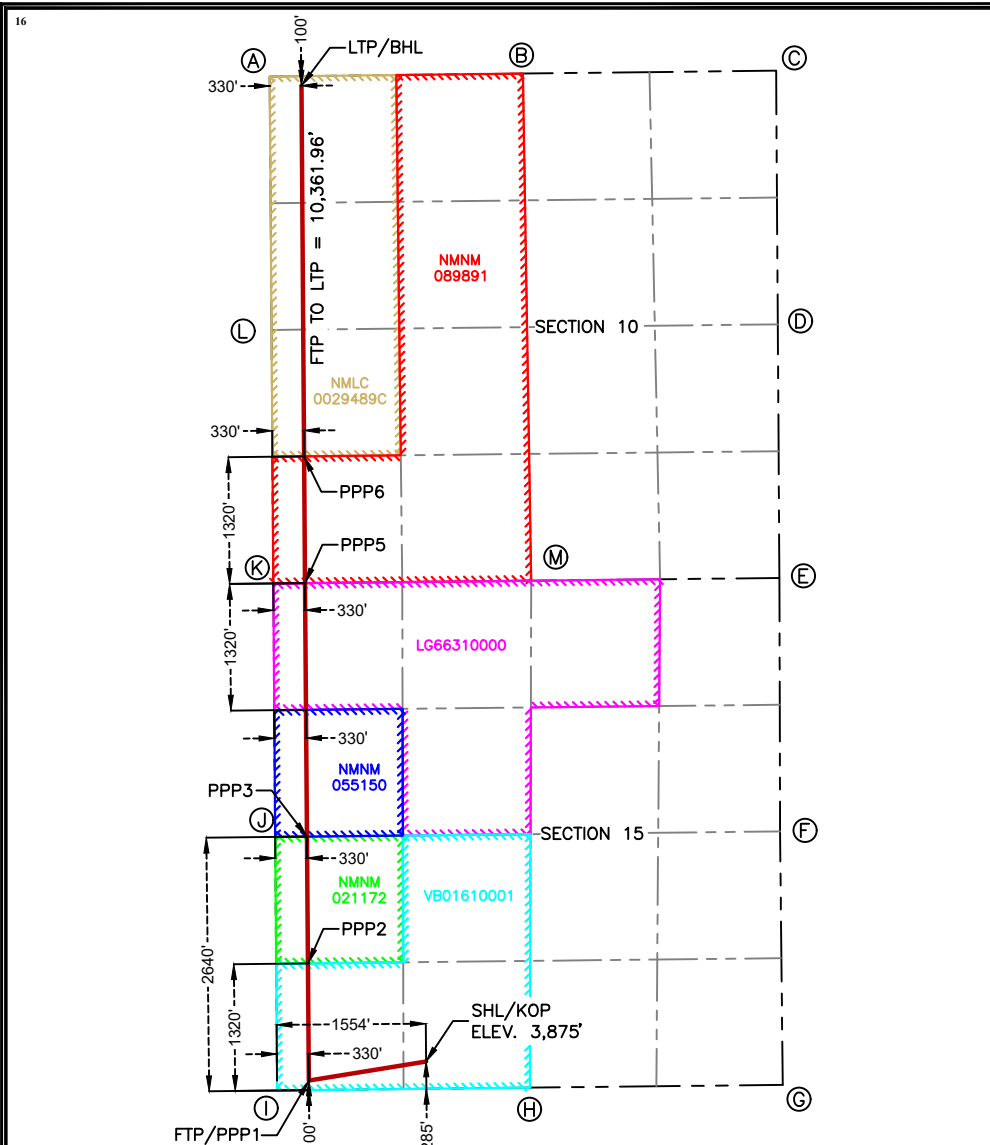 16
100'
LTP/BHL
A
B
C
330'
FTP TO LTP = 10,361.96'
NMNM
089891
L
SECTION 10
D
NMLC
0029489C
330'
PPP6
1320'
PPP5
K
M
E
330'
1320'
LG66310000
330'
NMNM
055150
PPP3
J
SECTION 15
F
330'
NMNM
021172
VB01610001
PPP2
2640'
1320'
SHL/KOP
ELEV. 3,875'
1554'
330'
I
H
G
FTP/PPP1